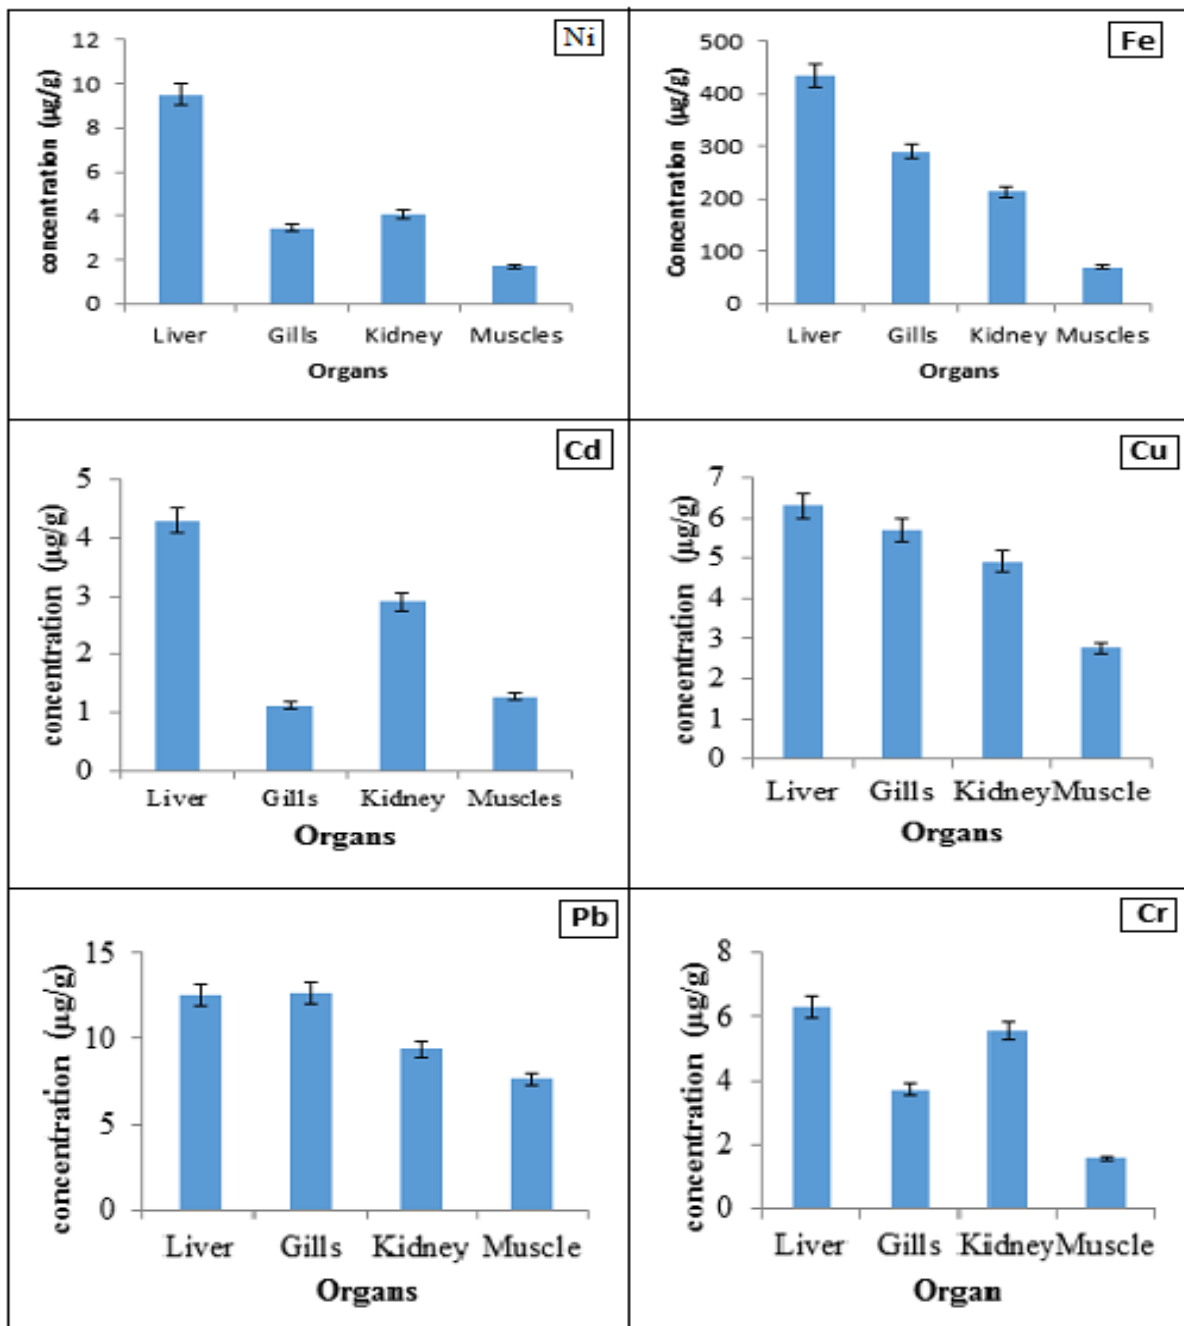 Ni
concentration (µg/g)
12
10
8
6
4
2
0
Liver Gills Kidney Muscles
Organs
Fe
Concentration (µg/g)
500
400
300
200
100
0
Liver Gills Kidney Muscles
Organs
Cd
concentration (µg/g)
5
4
3
2
1
0
Liver Gills Kidney Muscles
Organs
Cu
concentration (µg/g)
7
6
5
4
3
2
1
0
Liver Gills Kidney Muscle
Organs
Pb
concentration (µg/g)
15
10
5
0
Liver Gills Kidney Muscle
Organs
Cr
concentration (µg/g)
8
6
4
2
0
Liver Gills Kidney Muscle
Organ